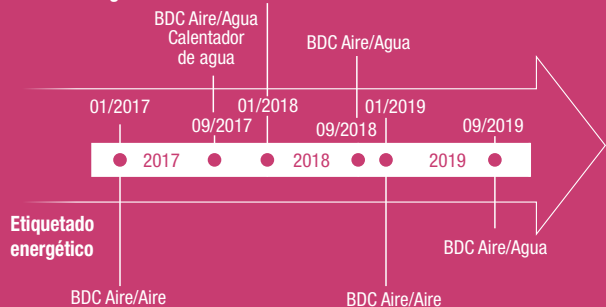 BDC Aire/Agua
Calentador
de agua
BDC Aire/Agua
01/2017
01/2018
01/2019
09/2017
09/2018
09/2019
2017
2018
2019
Etiquetado
energético
BDC Aire/Agua
BDC Aire/Aire
BDC Aire/Aire